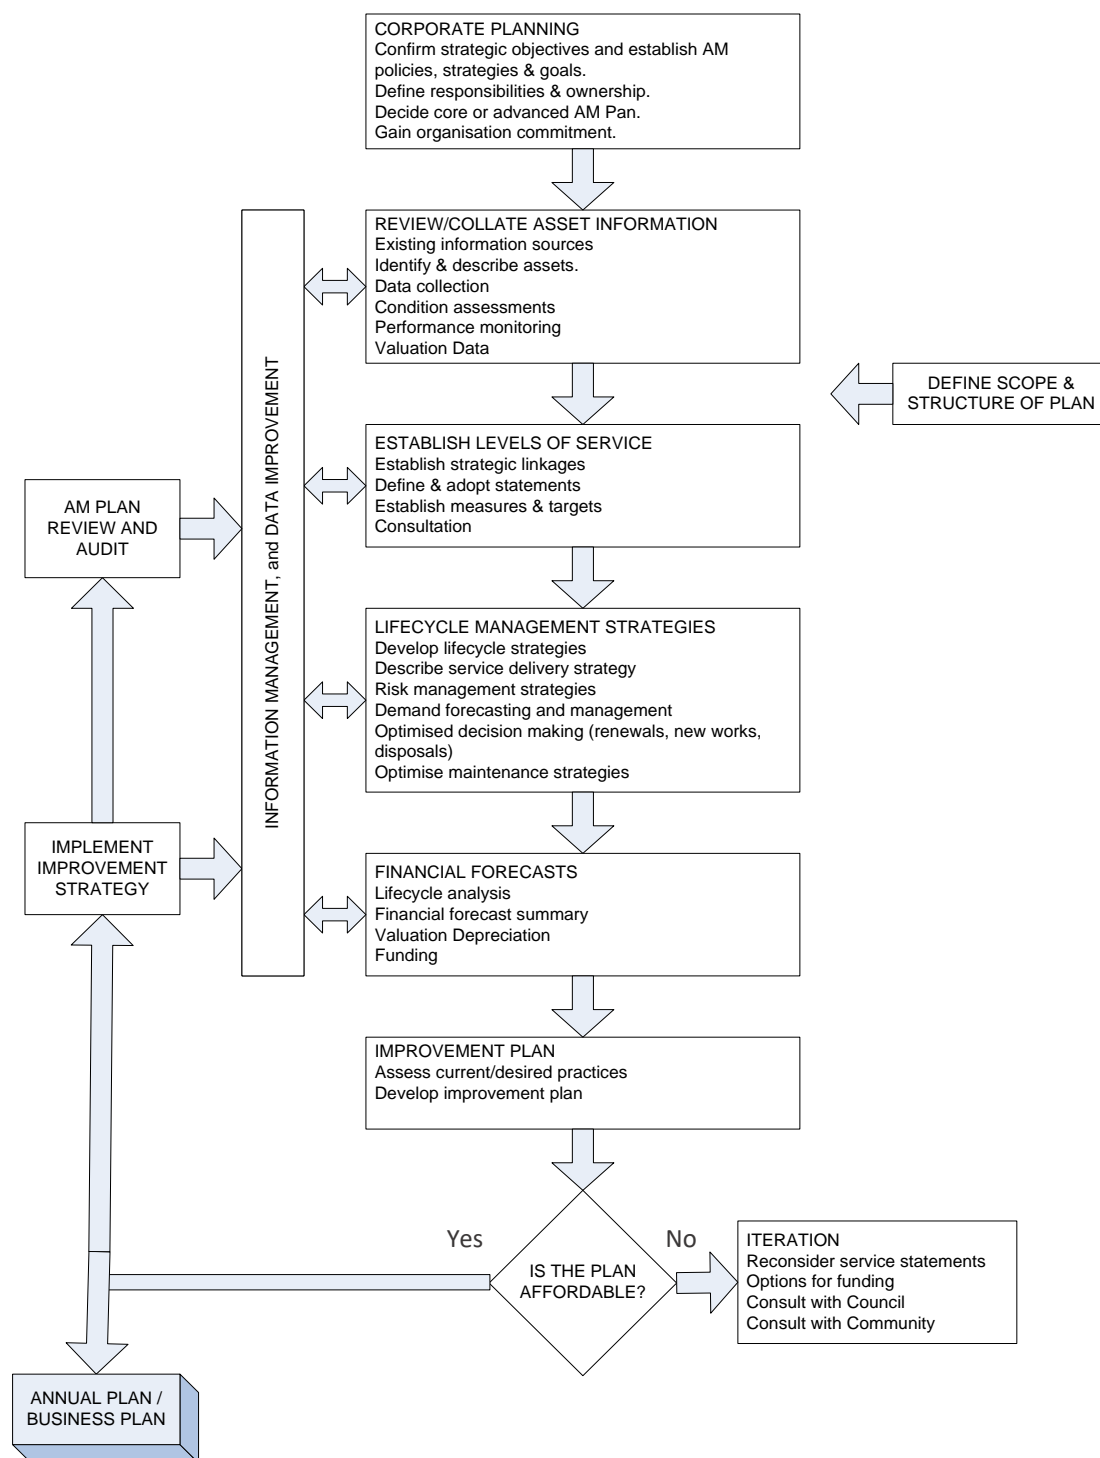 CORPORATE PLANNING
Confirm strategic objectives and establish AM
policies, strategies & goals.
Define responsibilities & ownership.
Decide core or advanced AM Pan.
Gain organisation commitment.
REVIEW/COLLATE ASSET INFORMATION
Existing information sources
Identify & describe assets.
Data collection
Condition assessments
Performance monitoring
Valuation Data
INFORMATION MANAGEMENT, and DATA IMPROVEMENT
DEFINE SCOPE &
STRUCTURE OF PLAN
ESTABLISH LEVELS OF SERVICE
Establish strategic linkages
Define & adopt statements
Establish measures & targets
Consultation
AM PLAN
REVIEW AND
AUDIT
LIFECYCLE MANAGEMENT STRATEGIES
Develop lifecycle strategies
Describe service delivery strategy
Risk management strategies
Demand forecasting and management
Optimised decision making (renewals, new works,
disposals)
Optimise maintenance strategies
IMPLEMENT
IMPROVEMENT
STRATEGY
FINANCIAL FORECASTS
Lifecycle analysis
Financial forecast summary
Valuation Depreciation
Funding
IMPROVEMENT PLAN
Assess current/desired practices
Develop improvement plan
Yes
IS THE PLAN
AFFORDABLE?
No
ITERATION
Reconsider service statements
Options for funding
Consult with Council
Consult with Community
ANNUAL PLAN /
BUSINESS PLAN